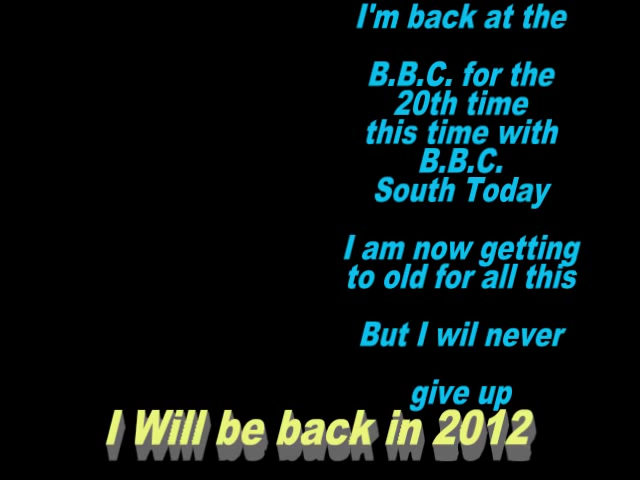 I'm back at the
B.B.C. for the
20th time
this time with
B.B.C.
South Today
I am now getting
to old for all this
But I wil never
give up
I Will be back in 2012